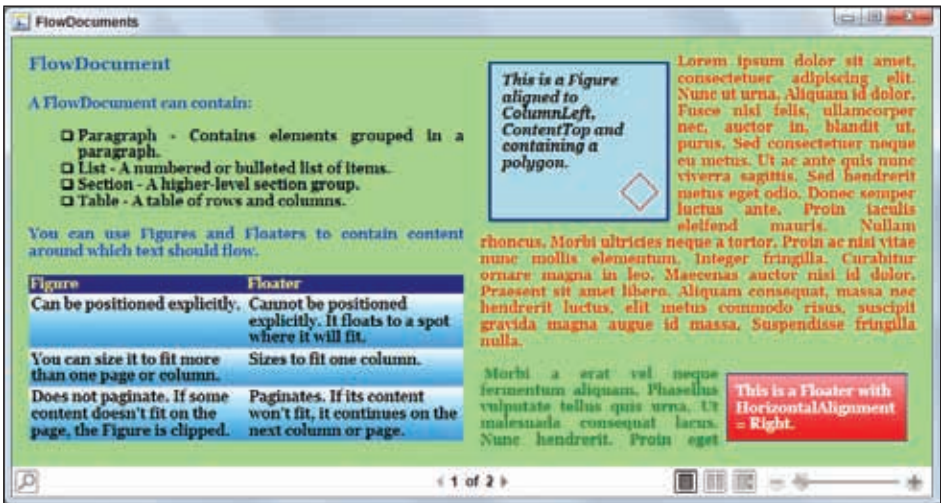 FlowDocuments
FlowDocument
A FlowDocument can contain:
❑ Paragraph - Contains elements grouped in a
paragraph.
❑ List - A numbered or bulleted list of items.
❑ Section - A higher-level section group.
❑ Table - A table of rows and columns.
You can use Figures and Floaters to contain content
around which text should flow.
Figure Floater
Can be positioned explicitly. Cannot be positioned
explicitly. It floats to a spot
where it will fit.
You can size it to fit more Sizes to fit one column.
than one page or column.
Does not paginate. If some Paginates. If its content
content doesn't fit on the won't fit, it continues on the
page, the Figure is clipped. next column or page.
This is a Figure
aligned to
ColumnLeft,
ContentTop and
containing a
polygon.
Lorem ipsum dolor sit amet,
consectetuer adipiscing elit.
Nunc ut urna. Aliquam id dolor.
Fusce nisi felis, ullamcorper
nec, auctor in, blandit ut,
purus. Sed consectetuer neque
eu metus. Ut ac ante quis nunc
viverra sagittis. Sed hendrerit
metus eget odio. Donec semper
luctus ante. Proin iaculis
eleifend mauris. Nullam
rhoncus. Morbi ultricies neque a tortor. Proin ac nisi vitae
nunc mollis elementum. Integer fringilla. Curabitur
ornare magna in leo. Maecenas auctor nisi id dolor.
Praesent sit amet libero. Aliquam consequat, massa nec
hendrerit luctus, elit metus commodo risus, suscipit
gravida magna augue id massa. Suspendisse fringilla
nulla.
Morbi a erat vel neque
fermentum aliquam. Phasellus
vulputate tellus quis urna. Ut
malesuada consequat lacus.
Nunc hendrerit. Proin eget
This is a Floater with
HorizontalAlignment
= Right.
1 of 2